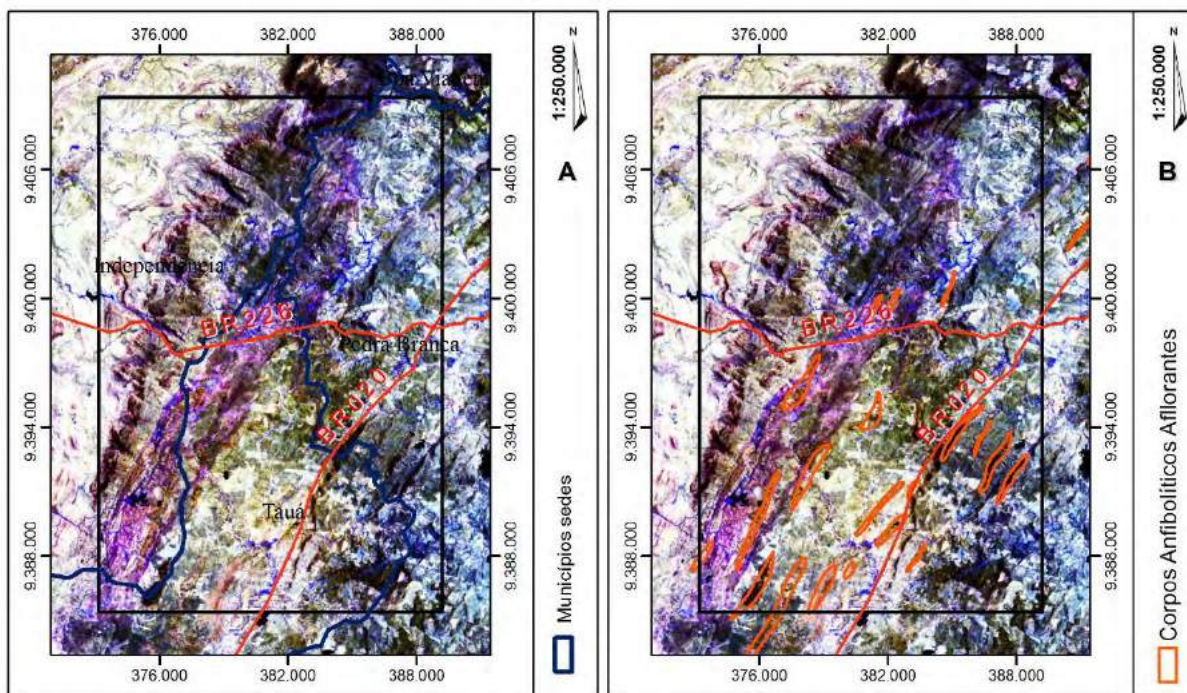 376.000 382.000 388.000
9.406.000
9.400.000
9.394.000
9.388.000
Independência
BR 226
Pedra Branca
BR 020
Tauá
9.406.000
9.400.000
9.394.000
9.388.000
376.000 382.000 388.000
N
1:250.000
A
Municípios sedes
376.000 382.000 388.000
9.406.000
9.400.000
9.394.000
9.388.000
BR 226
BR 020
9.406.000
9.400.000
9.394.000
9.388.000
376.000 382.000 388.000
N
1:250.000
B
Corpos Anfibolíticos Afllorantes